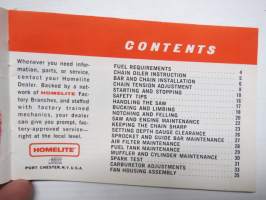 Whenever you need infor-
mation, parts, or service,
contact your Homelite
Dealer. Backed by a net-
work of HOMELITE Fac-
tory Branches, and staffed
with factory trained
mechanics, your dealer
can give you prompt, fac-
tory-approved service—
right at the local level.
HOMELITE
PORT CHESTER, N.Y. U.S.A.
CONTENTS
FUEL REQUIREMENTS
CHAIN OILER INSTRUCTION 4
BAR AND CHAIN INSTALLATION
CHAIN TENSION ADJUSTMENT
STARTING AND STOPPING
SAFETY TIPS
HANDLING THE SAW
BUCKING AND LIMBING
NOTCHING AND FELLING
SAW AND ENGINE MAINTENANCE
KEEPING THE CHAIN SHARP
SETTING DEPTH GAUGE CLEARANCE
SPROCKET AND GUIDE BAR MAINTENANCE
AIR FILTER MAINTENANCE
FUEL TANK MAINTENANCE
MUFFLER AND CYLINDER MAINTENANCE
SPARK TEST 31
CARBURETOR ADJUSTMENTS 33
FAN HOUSING ASSEMBLY 35